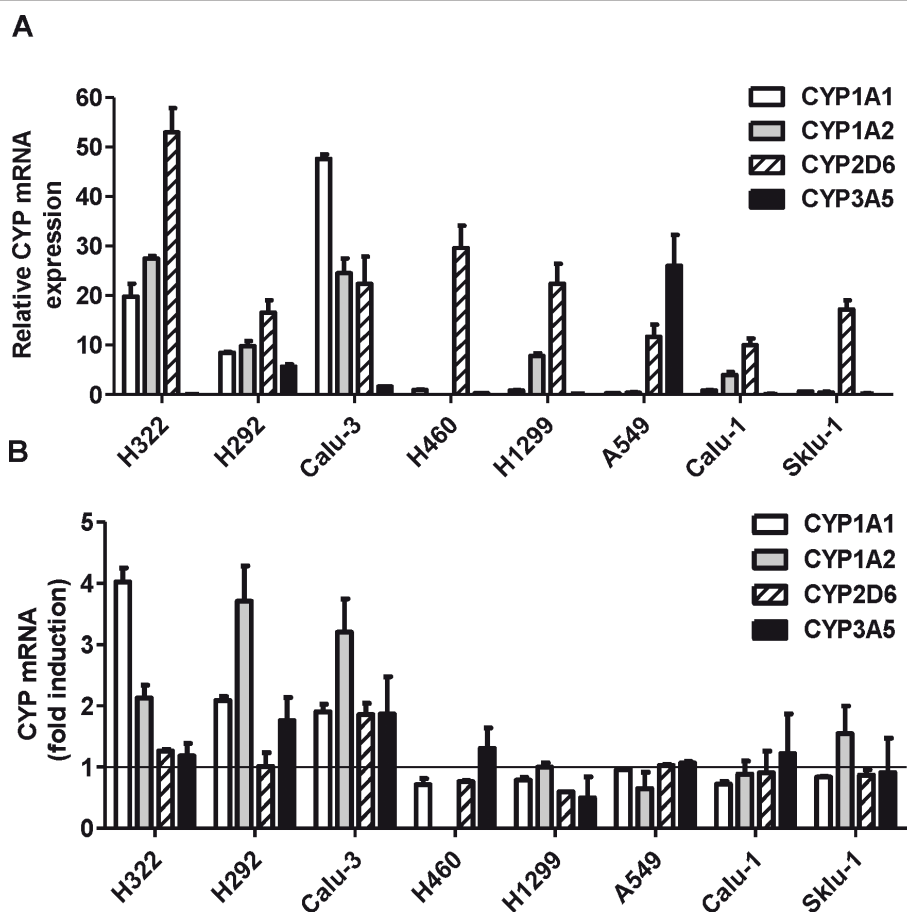 A
Relative CYP mRNA
expression
60
50
40
30
20
10
0
CYP1A1
CYP1A2
CYP2D6
CYP3A5
H322
H292
Calu-3
H460
H1299
A549
Calu-1
Sklu-1
B
CYP mRNA
(fold induction)
5
4
3
2
1
0
CYP1A1
CYP1A2
CYP2D6
CYP3A5
H322
H292
Calu-3
H460
H1299
A549
Calu-1
Sklu-1